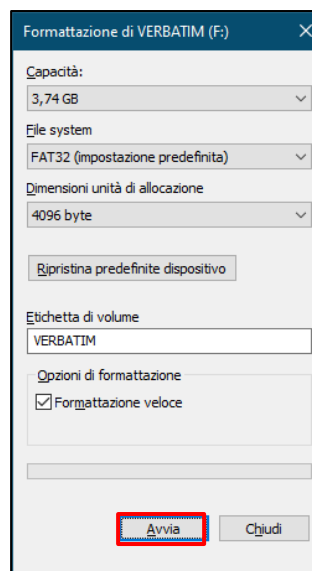 Formattazione di VERBATIM (F:)
Capacità:
3,74 GB
File system
FAT32 (impostazione predefinita)
Dimensioni unità di allocazione
4096 byte
Ripristina predefinite dispositivo
Etichetta di volume
VERBATIM
Opzioni di formattazione
Formattazione veloce
Avvia Chiudi